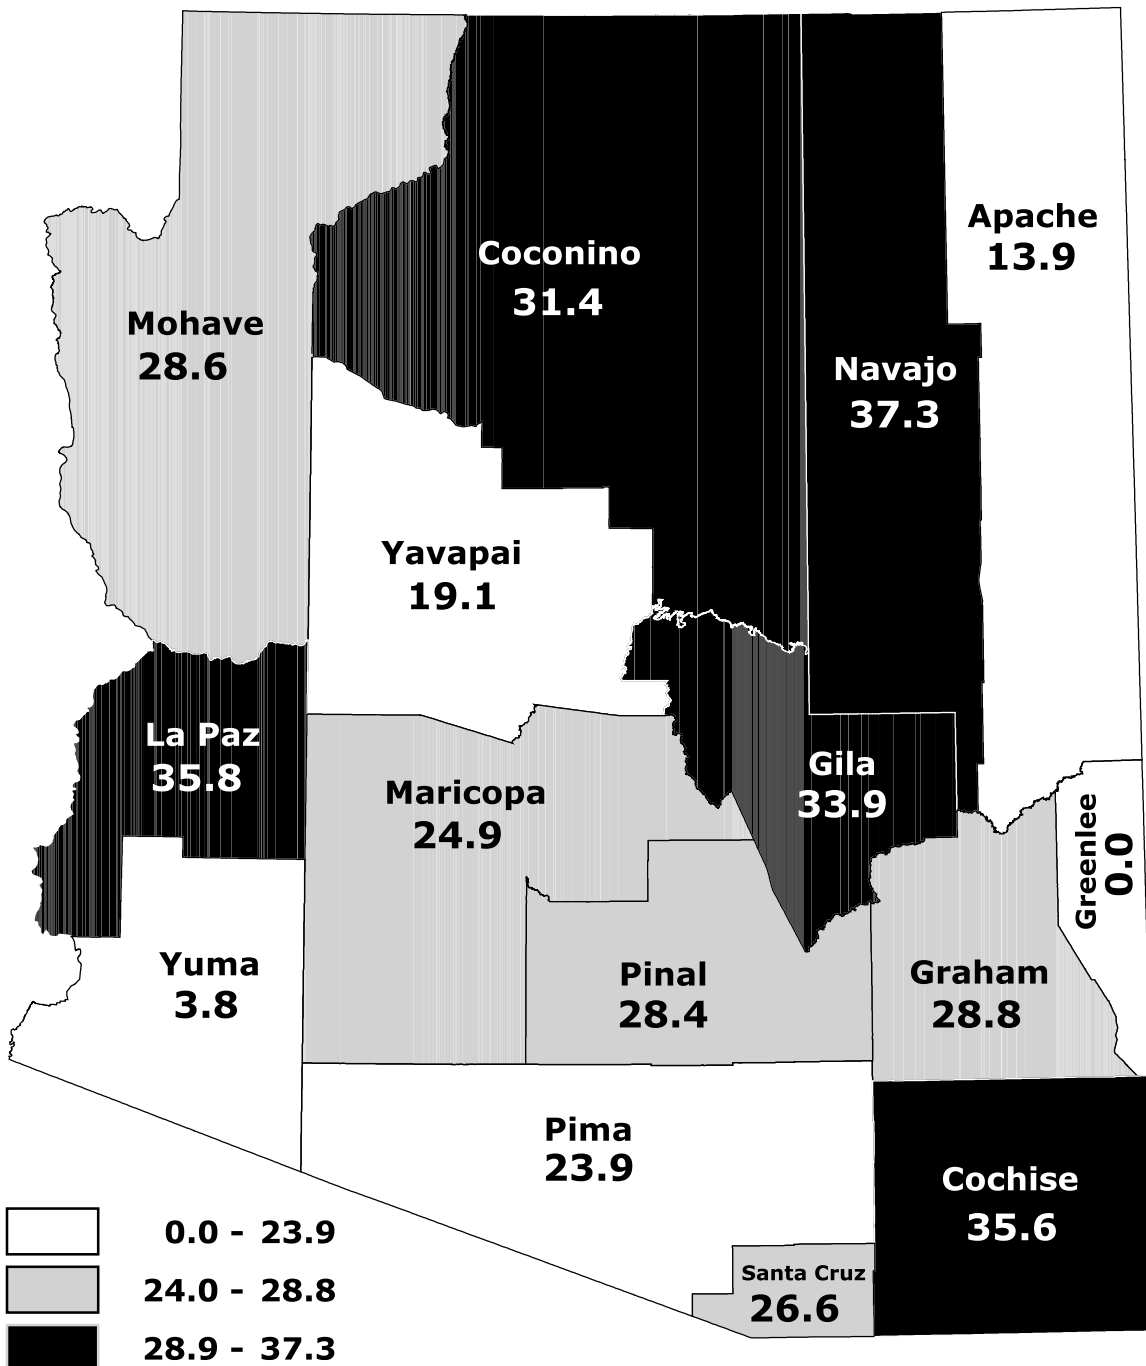 Apache
13.9
Coconino
31.4
Mohave
28.6
Navajo
37.3
Yavapai
19.1
La Paz
35.8
Maricopa
24.9
Gila
33.9
Greenlee
0.0
Yuma
3.8
Pinal
28.4
Graham
28.8
Pima
23.9
Cochise
35.6
Santa Cruz
26.6
0.0 - 23.9
24.0 - 28.8
28.9 - 37.3